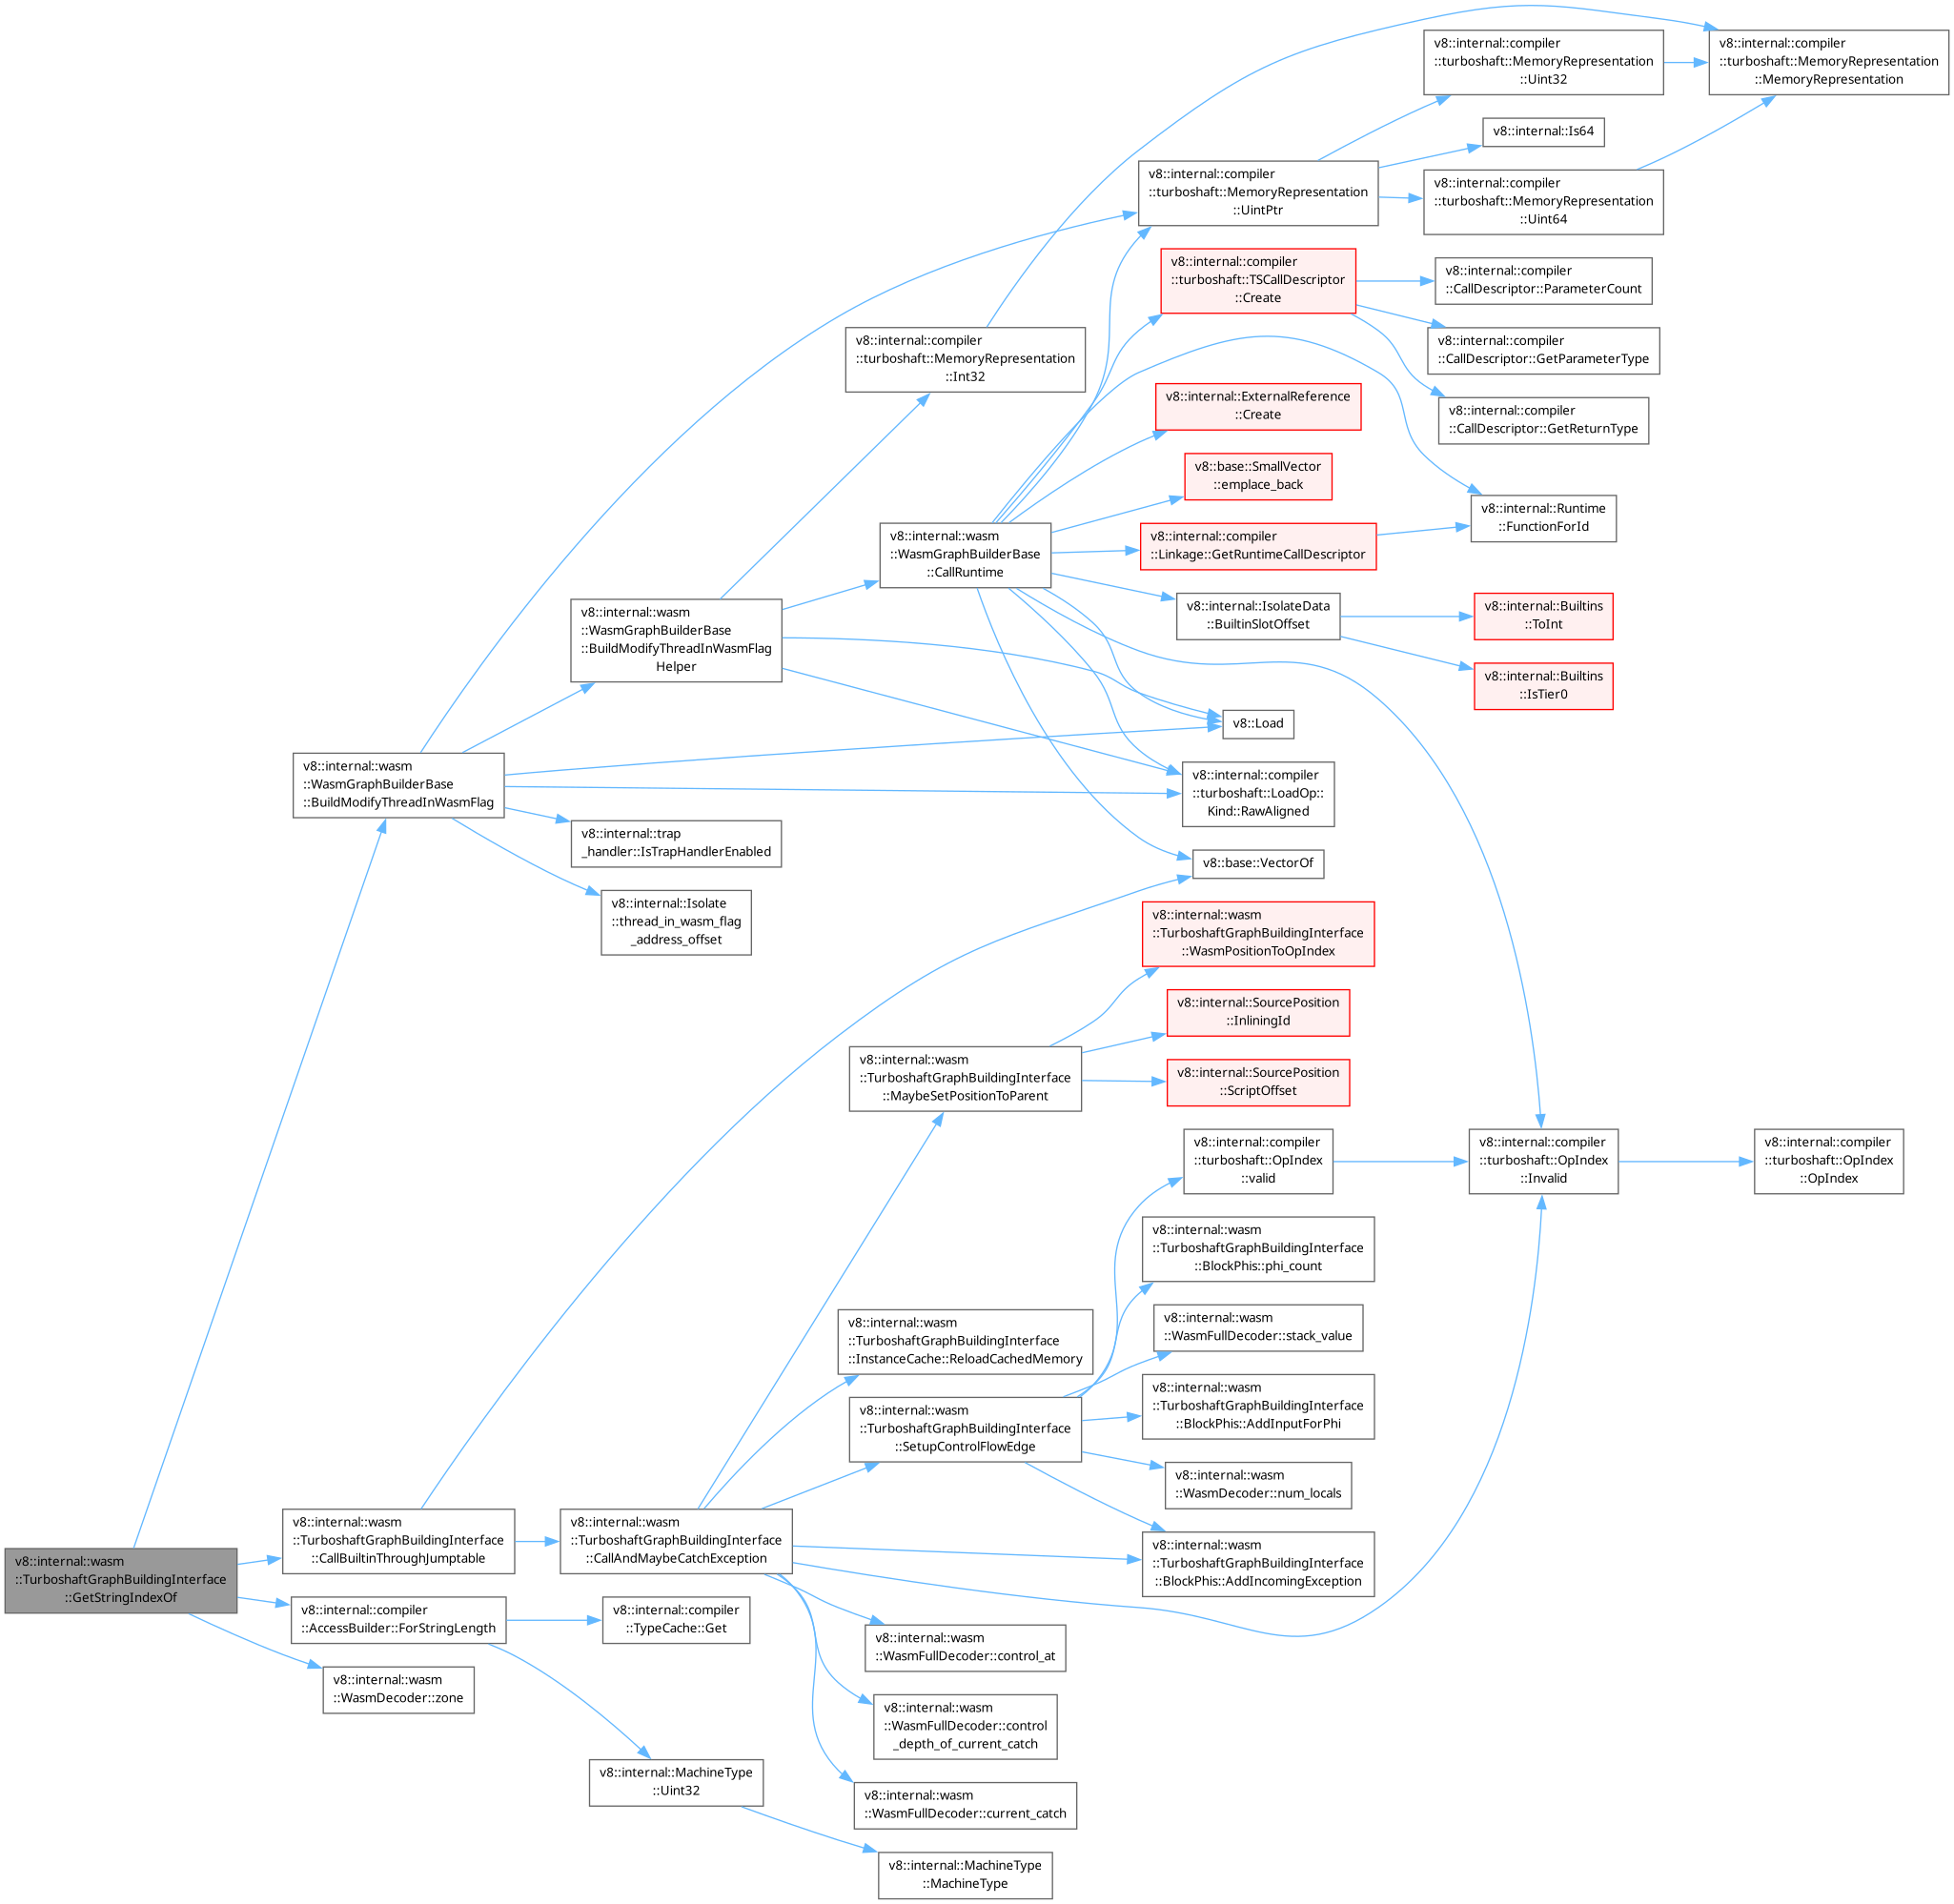 v8::internal::wasm
::TurboshaftGraphBuildingInterface
::GetStringIndexOf
v8::internal::wasm
::WasmGraphBuilderBase
::BuildModifyThreadInWasmFlag
v8::internal::wasm
::TurboshaftGraphBuildingInterface
::CallBuiltinThroughJumptable
v8::internal::compiler
::AccessBuilder::ForStringLength
v8::internal::wasm
::WasmDecoder::zone
v8::internal::wasm
::WasmGraphBuilderBase
::BuildModifyThreadInWasmFlag
Helper
v8::internal::trap
_handler::IsTrapHandlerEnabled
v8::internal::Isolate
::thread_in_wasm_flag
_address_offset
v8::internal::wasm
::TurboshaftGraphBuildingInterface
::CallAndMaybeCatchException
v8::internal::compiler
::TypeCache::Get
v8::internal::MachineType
::Uint32
v8::internal::compiler
::turboshaft::MemoryRepresentation
::Int32
v8::internal::wasm
::WasmGraphBuilderBase
::CallRuntime
v8::internal::wasm
::TurboshaftGraphBuildingInterface
::MaybeSetPositionToParent
v8::internal::wasm
::TurboshaftGraphBuildingInterface
::InstanceCache::ReloadCachedMemory
v8::internal::wasm
::TurboshaftGraphBuildingInterface
::SetupControlFlowEdge
v8::internal::wasm
::WasmFullDecoder::control_at
v8::internal::wasm
::WasmFullDecoder::control
_depth_of_current_catch
v8::internal::wasm
::WasmFullDecoder::current_catch
v8::internal::MachineType
::MachineType
v8::internal::compiler
::turboshaft::MemoryRepresentation
::UintPtr
v8::internal::compiler
::turboshaft::TSCallDescriptor
::Create
v8::internal::ExternalReference
::Create
v8::base::SmallVector
::emplace_back
v8::internal::compiler
::Linkage::GetRuntimeCallDescriptor
v8::internal::IsolateData
::BuiltinSlotOffset
v8::Load
v8::internal::compiler
::turboshaft::LoadOp::
Kind::RawAligned
v8::base::VectorOf
v8::internal::wasm
::TurboshaftGraphBuildingInterface
::WasmPositionToOpIndex
v8::internal::SourcePosition
::InliningId
v8::internal::SourcePosition
::ScriptOffset
v8::internal::compiler
::turboshaft::OpIndex
::valid
v8::internal::wasm
::TurboshaftGraphBuildingInterface
::BlockPhis::phi_count
v8::internal::wasm
::WasmFullDecoder::stack_value
v8::internal::wasm
::TurboshaftGraphBuildingInterface
::BlockPhis::AddInputForPhi
v8::internal::wasm
::WasmDecoder::num_locals
v8::internal::wasm
::TurboshaftGraphBuildingInterface
::BlockPhis::AddIncomingException
v8::internal::compiler
::turboshaft::MemoryRepresentation
::Uint32
v8::internal::Is64
v8::internal::compiler
::turboshaft::MemoryRepresentation
::Uint64
v8::internal::compiler
::CallDescriptor::ParameterCount
v8::internal::compiler
::CallDescriptor::GetParameterType
v8::internal::compiler
::CallDescriptor::GetReturnType
v8::internal::Runtime
::FunctionForId
v8::internal::Builtins
::ToInt
v8::internal::Builtins
::IsTier0
v8::internal::compiler
::turboshaft::OpIndex
::Invalid
v8::internal::compiler
::turboshaft::MemoryRepresentation
::MemoryRepresentation
v8::internal::compiler
::turboshaft::OpIndex
::OpIndex